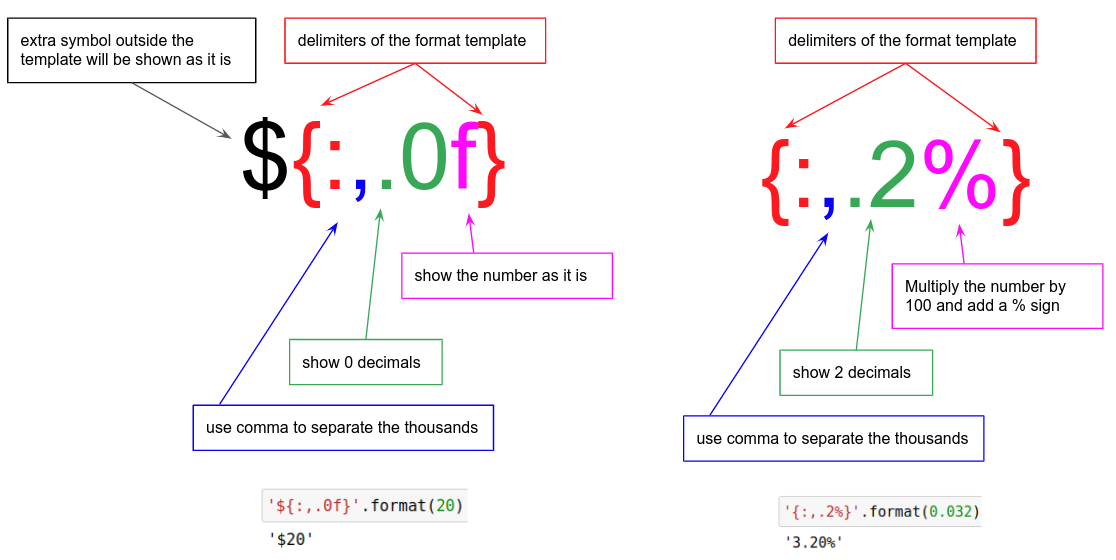 extra symbol outside the
template will be shown as it is
delimiters of the format template
${:,.0f}
show the number as it is
show 0 decimals
use comma to separate the thousands
'${:,.0f}'.format(20)
'$20'
delimiters of the format template
{:,.2%}
Multiply the number by
100 and add a % sign
show 2 decimals
use comma to separate the thousands
'{:,.2%}'.format(0.032)
'3.20%'